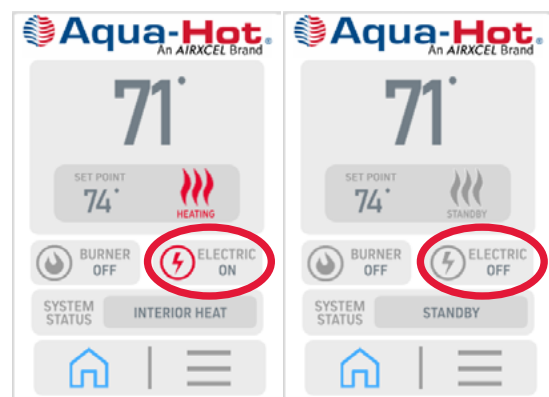 Aqua-Hot.
An AIRXCEL Brand
71°
SET POINT
74°
HEATING
BURNER
OFF
ELECTRIC
ON
SYSTEM
STATUS
INTERIOR HEAT
Aqua-Hot.
An AIRXCEL Brand
71°
SET POINT
74°
STANDBY
BURNER
OFF
ELECTRIC
OFF
SYSTEM
STATUS
STANDBY